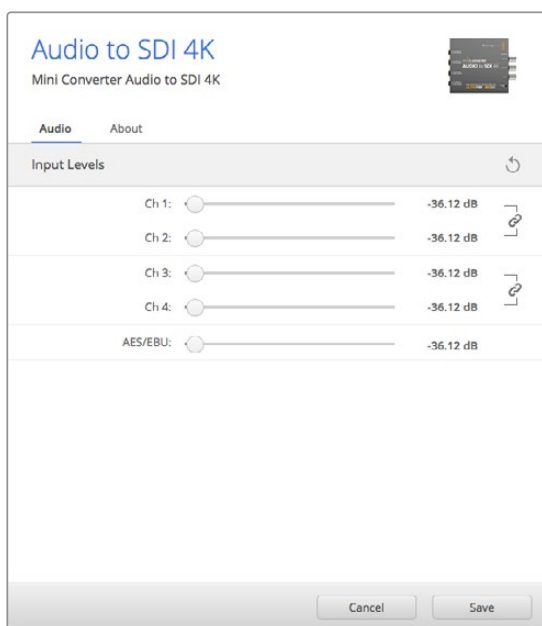 Audio to SDI 4K
Mini Converter Audio to SDI 4K
Audio About
Input Levels
Ch 1: -36.12 dB
Ch 2: -36.12 dB
Ch 3: -36.12 dB
Ch 4: -36.12 dB
AES/EBU: -36.12 dB
Cancel Save